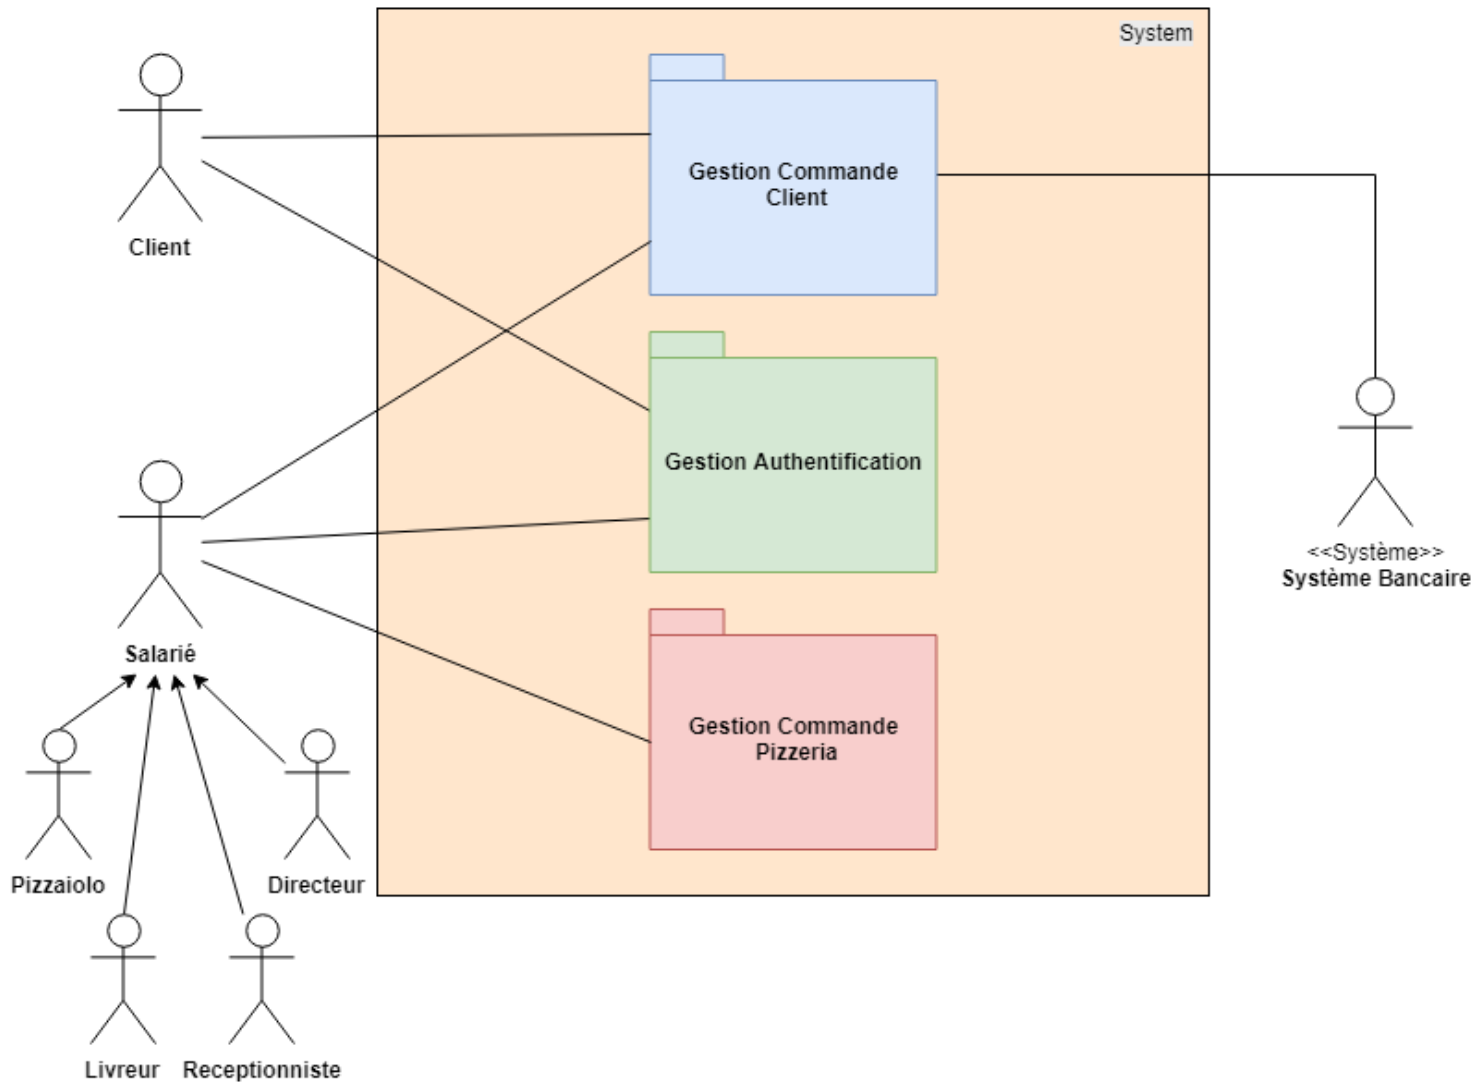 System
Client
Gestion Commande
Client
Gestion Authentification
<<Système>>
Système Bancaire
Salarié
Gestion Commande
Pizzeria
Pizzaiolo
Directeur
Livreur
Receptionniste